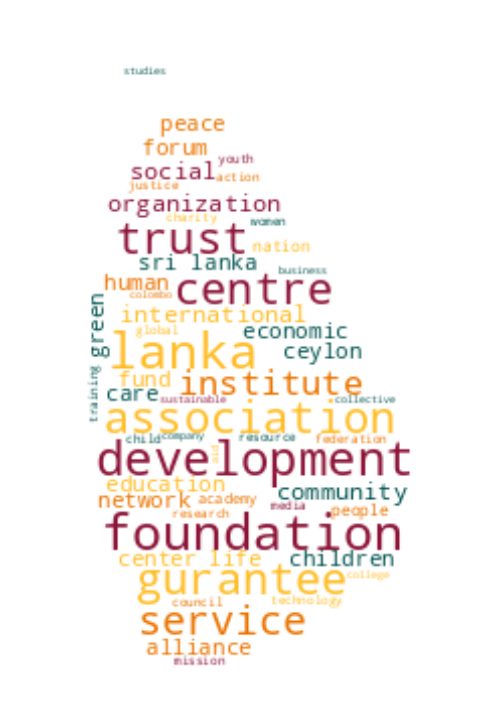 studies
peace
forum
youth
social action
justice
organization
charity women
trust nation
sri lanka
business
human centre
colombo
green
international
global economic
lanka ceylon
fund institute
training
care sustainable collective
association
child company resource federation
development
aid
education
network academy community
research media people
foundation
center life children
gurantee college
council technology
service
alliance
mission